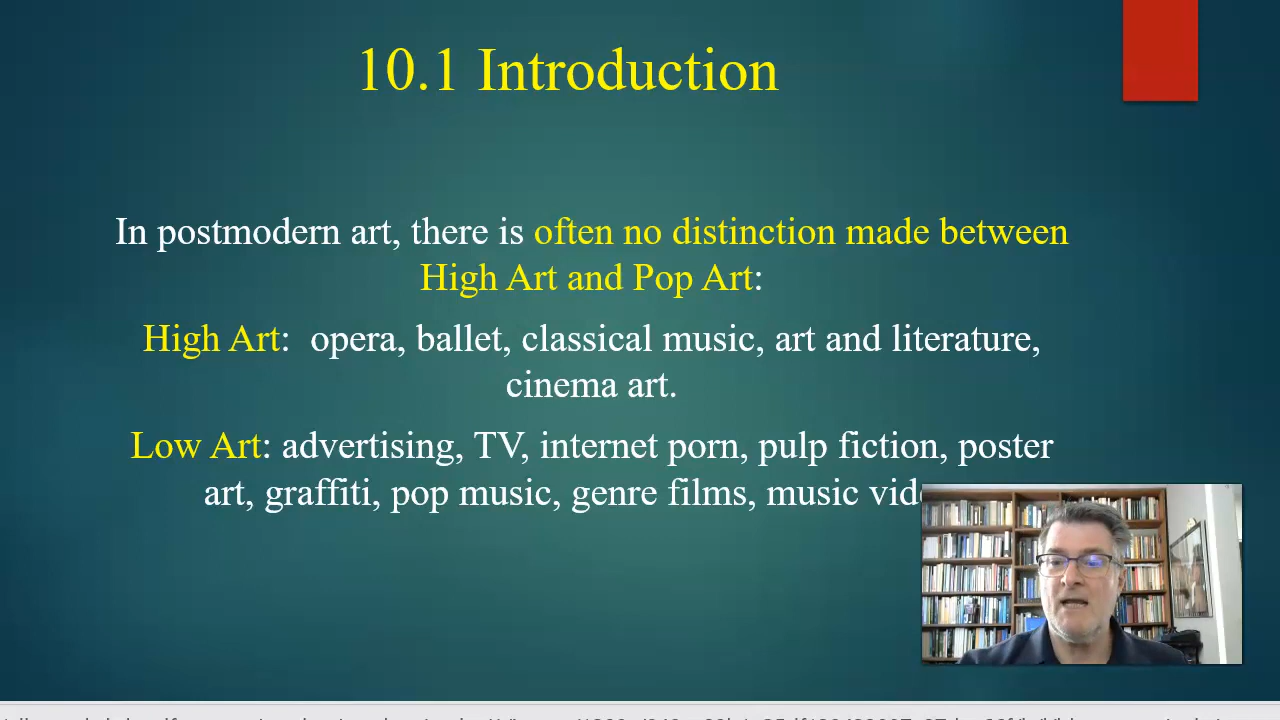 10.1 Introduction
In postmodern art, there is often no distinction made between
High Art and Pop Art:
High Art:  opera, ballet, classical music, art and literature,
cinema art.
Low Art: advertising, TV, internet porn, pulp fiction, poster
art, graffiti, pop music, genre films, music